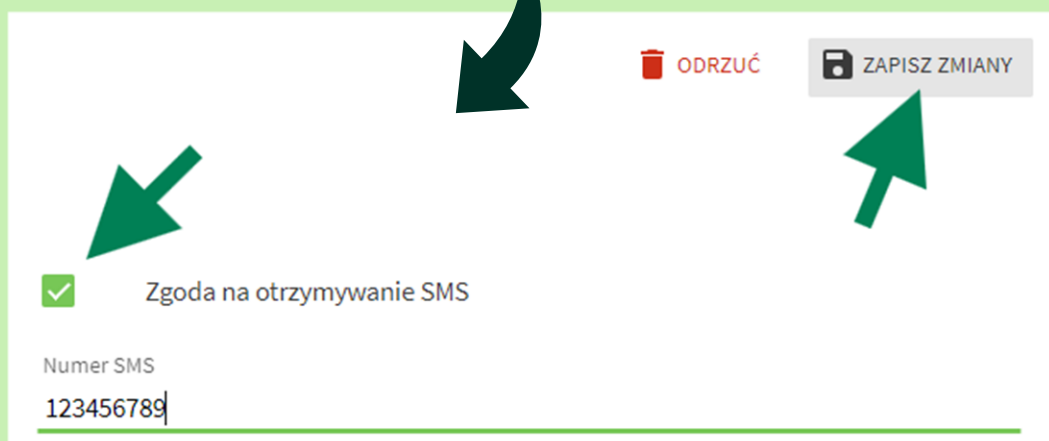 ODRZUĆ
ZAPISZ ZMIANY
Zgoda na otrzymywanie SMS
Numer SMS
123456789